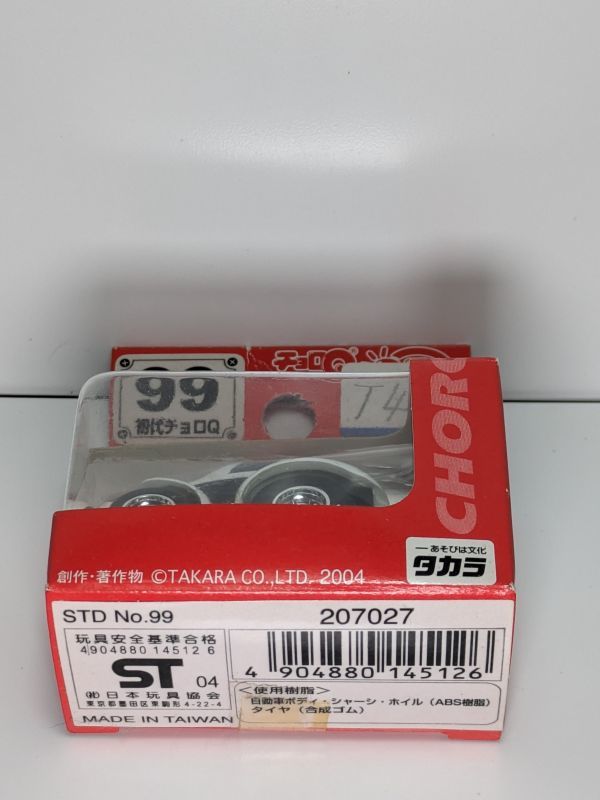 チョロQ
99
初代チョロQ
T4
CHORO
創作・著作物 ©TAKARA CO.,LTD. 2004
ーあそびは文化
タカラ
STD No.99
207027
玩具安全基準合格
4904880145126
ST 04
㈳日本玩具協会
東京都墨田区東駒形4-22-4
MADE IN TAIWAN
4 904880 145126
<使用樹脂>
自動車ボディ・シャーシ・ホイル（ABS樹脂）
タイヤ（合成ゴム）